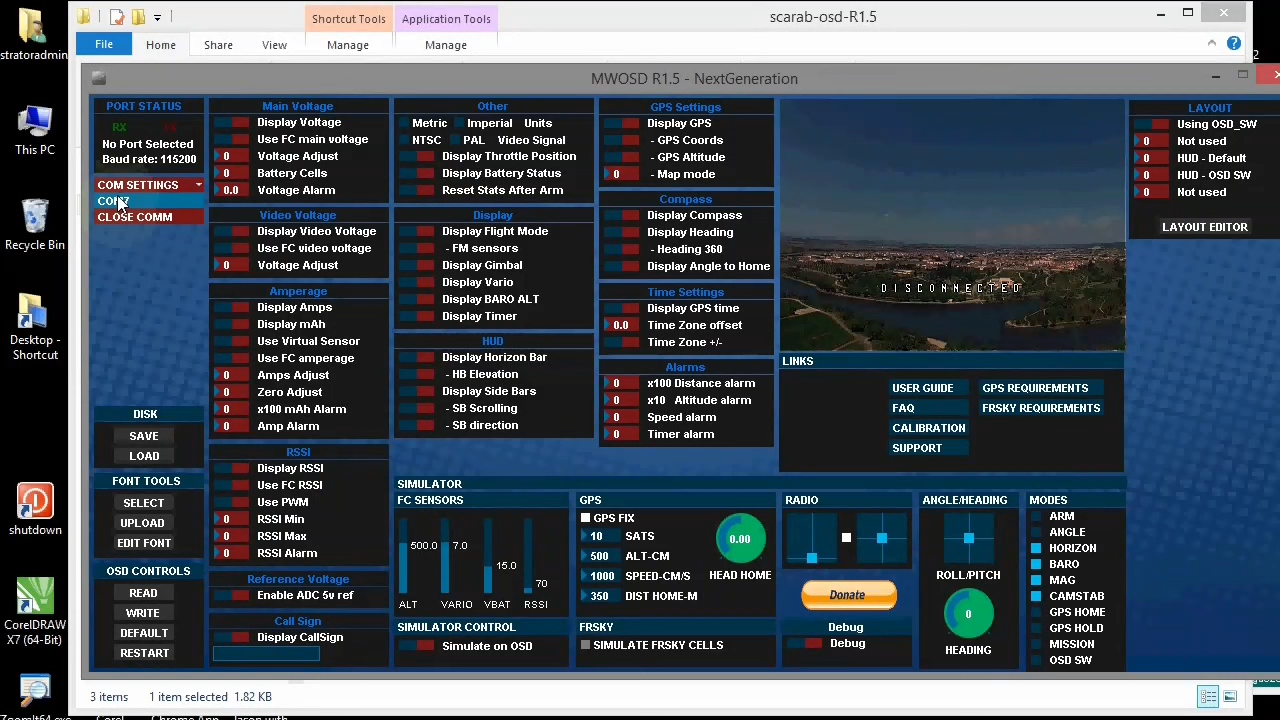 Shortcut Tools
Application Tools
scarab-osd-R1.5
File
Home
Share
View
Manage
Manage
stratoradmin
This PC
Recycle Bin
Desktop -
Shortcut
shutdown
CorelDRAW
X7 (64-Bit)
MWOSD R1.5 - NextGeneration
PORT STATUS
RX
TX
No Port Selected
Baud rate: 115200
COM SETTINGS
COM7
CLOSE COMM
DISK
SAVE
LOAD
FONT TOOLS
SELECT
UPLOAD
EDIT FONT
OSD CONTROLS
READ
WRITE
DEFAULT
RESTART
Main Voltage
Display Voltage
Use FC main voltage
0 Voltage Adjust
0 Battery Cells
0.0 Voltage Alarm
Video Voltage
Display Video Voltage
Use FC video voltage
0 Voltage Adjust
Amperage
Display Amps
Display mAh
Use Virtual Sensor
Use FC amperage
0 Amps Adjust
0 Zero Adjust
0 x100 mAh Alarm
0 Amp Alarm
RSSI
Display RSSI
Use FC RSSI
Use PWM
0 RSSI Min
0 RSSI Max
0 RSSI Alarm
Reference Voltage
Enable ADC 5v ref
Call Sign
Display CallSign
Other
Metric Imperial Units
NTSC PAL Video Signal
Display Throttle Position
Display Battery Status
Reset Stats After Arm
Display
Display Flight Mode
- FM sensors
Display Gimbal
Display Vario
Display BARO ALT
Display Timer
HUD
Display Horizon Bar
- HB Elevation
Display Side Bars
- SB Scrolling
- SB direction
GPS Settings
Display GPS
- GPS Coords
- GPS Altitude
0 - Map mode
Compass
Display Compass
Display Heading
- Heading 360
Display Angle to Home
Time Settings
Display GPS time
0.0 Time Zone offset
Time Zone +/-
Alarms
0 x100 Distance alarm
0 x10 Altitude alarm
0 Speed alarm
0 Timer alarm
DISCONNECTED
LINKS
USER GUIDE
GPS REQUIREMENTS
FAQ
FRSKY REQUIREMENTS
CALIBRATION
SUPPORT
LAYOUT
Using OSD_SW
0 Not used
0 HUD - Default
0 HUD - OSD SW
0 Not used
LAYOUT EDITOR
SIMULATOR
FC SENSORS
500.0
7.0
15.0
70
ALT VARIO VBAT RSSI
SIMULATOR CONTROL
Simulate on OSD
GPS
GPS FIX
10 SATS
500 ALT-CM
1000 SPEED-CM/S
350 DIST HOME-M
0.00
HEAD HOME
FRSKY
SIMULATE FRSKY CELLS
RADIO
Donate
Debug
Debug
ANGLE/HEADING
ROLL/PITCH
0
HEADING
MODES
ARM
ANGLE
HORIZON
BARO
MAG
CAMSTAB
GPS HOME
GPS HOLD
MISSION
OSD SW
3 items
1 item selected 1.82 KB